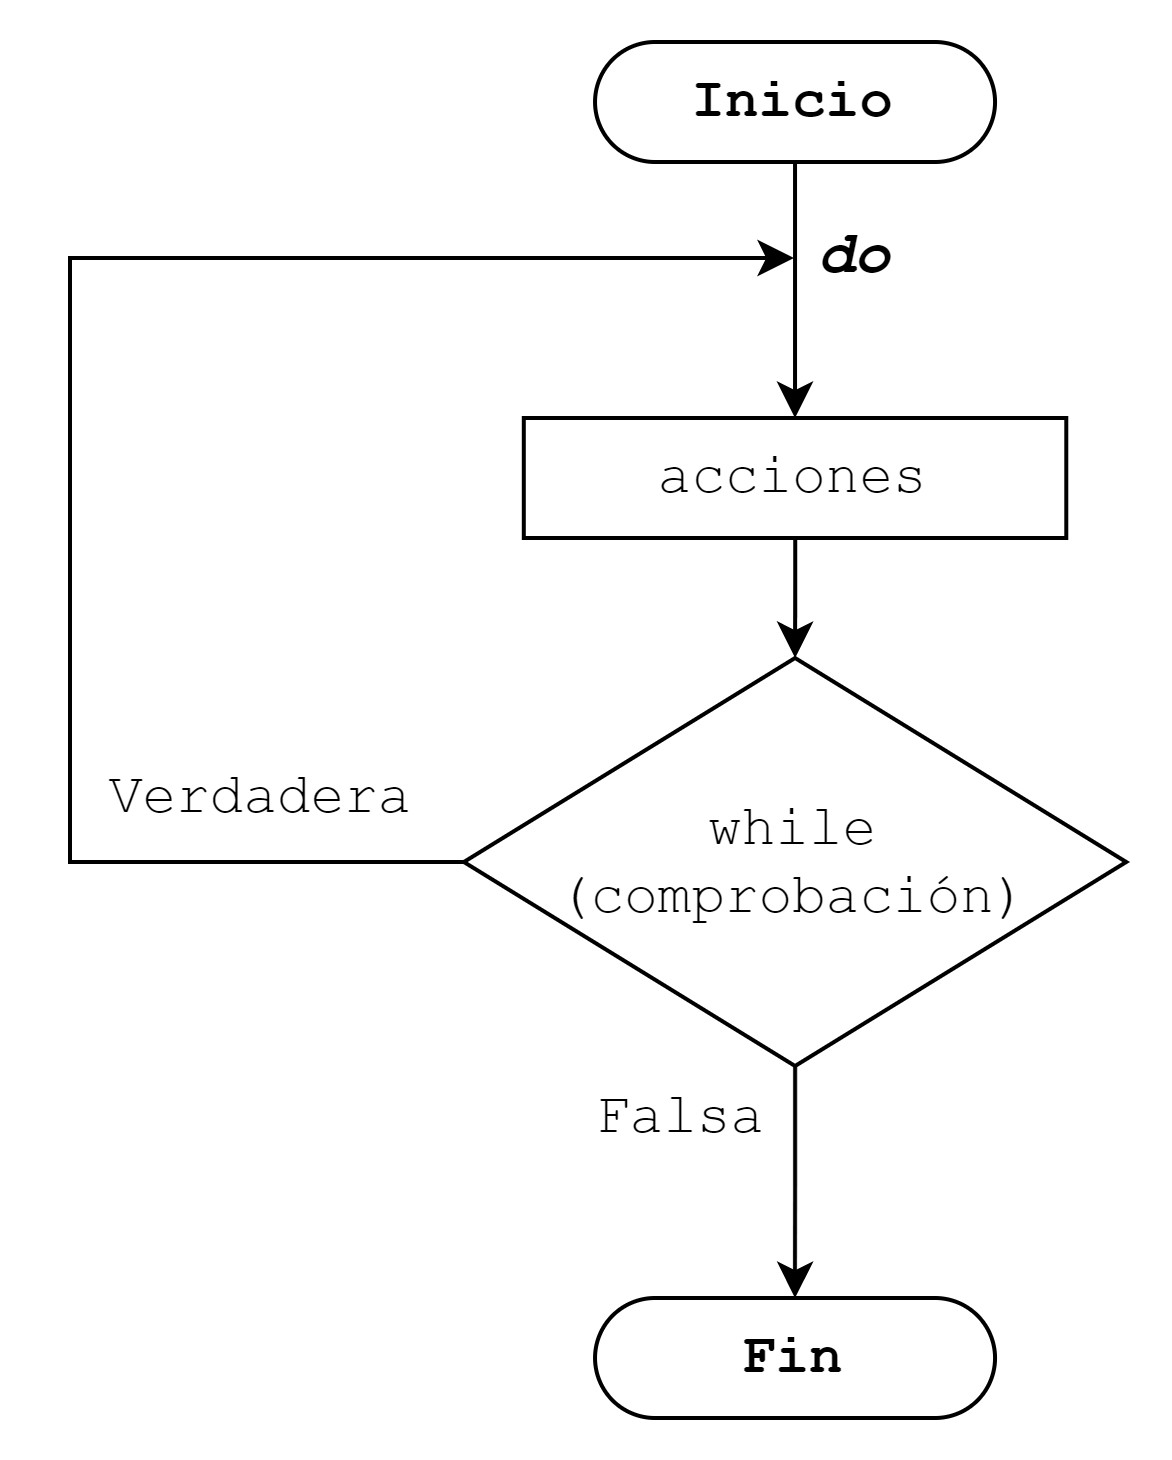 Inicio
do
acciones
Verdadera
while
(comprobación)
Falsa
Fin